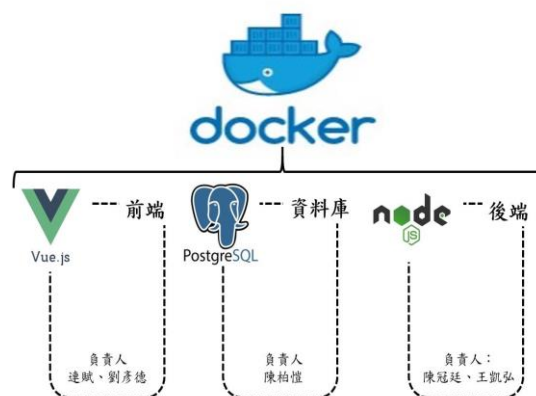 docker
前端
資料庫
後端
Vue.js
PostgreSQL
node
JS
負責人
連賦、劉彥德
負責人
陳柏愷
負責人：
陳冠廷、王凱弘